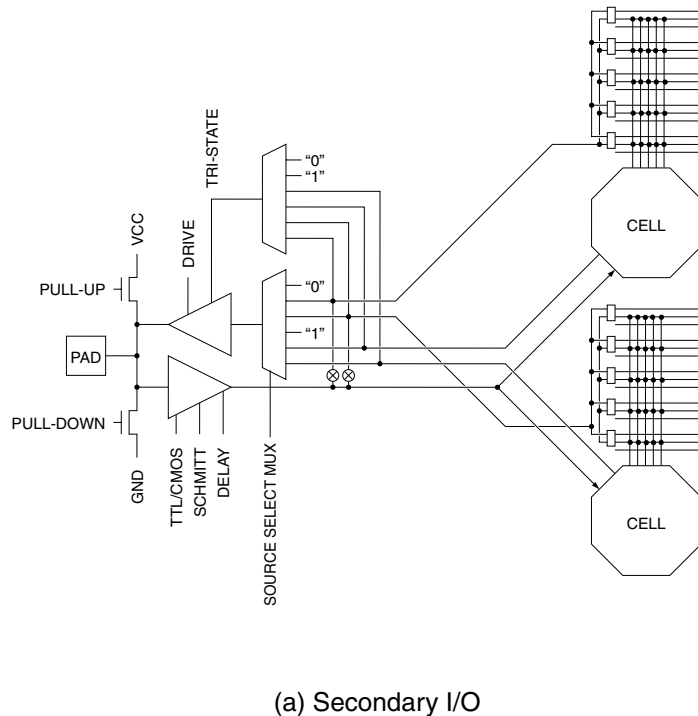 TRI-STATE
“0”
“1”
CELL
VCC
DRIVE
PULL-UP
“0”
“1”
PAD
PULL-DOWN
GND
TTL/CMOS
SCHMITT
DELAY
SOURCE SELECT MUX
CELL
(a) Secondary I/O